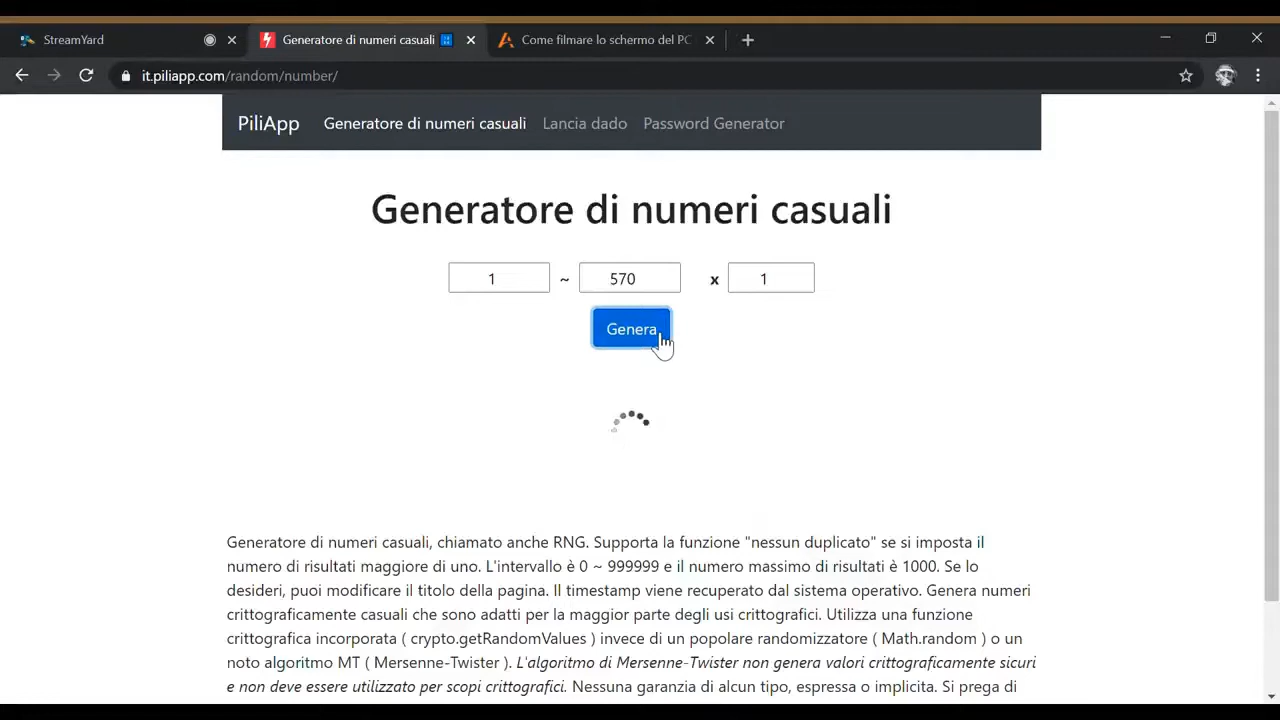 StreamYard
Generatore di numeri casuali
Come filmare lo schermo del PC
it.piliapp.com/random/number/
PiliApp Generatore di numeri casuali Lancia dado Password Generator
Generatore di numeri casuali
1 ~ 570 x 1
Genera
Generatore di numeri casuali, chiamato anche RNG. Supporta la funzione "nessun duplicato" se si imposta il
numero di risultati maggiore di uno. L'intervallo è 0 ~ 999999 e il numero massimo di risultati è 1000. Se lo
desideri, puoi modificare il titolo della pagina. Il timestamp viene recuperato dal sistema operativo. Genera numeri
crittograficamente casuali che sono adatti per la maggior parte degli usi crittografici. Utilizza una funzione
crittografica incorporata ( crypto.getRandomValues ) invece di un popolare randomizzatore ( Math.random ) o un
noto algoritmo MT ( Mersenne-Twister ). L'algoritmo di Mersenne-Twister non genera valori crittograficamente sicuri
e non deve essere utilizzato per scopi crittografici. Nessuna garanzia di alcun tipo, espressa o implicita. Si prega di